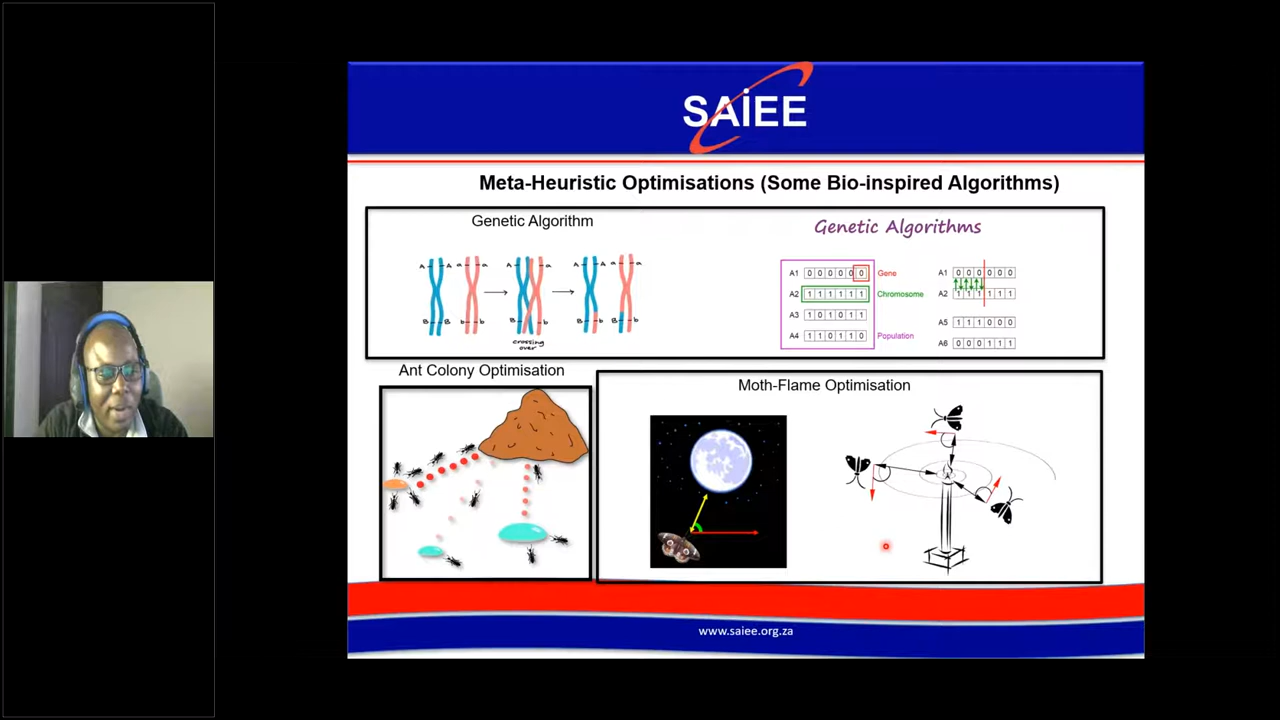 SAiEE
Meta-Heuristic Optimisations (Some Bio-inspired Algorithms)
Genetic Algorithm
A A a a A a A A a a
B B b b B b B b B b
crossing
over
Genetic Algorithms
A1 0 0 0 0 0 0 Gene
A2 1 1 1 1 1 1 Chromosome
A3 1 0 1 0 1 1
A4 1 1 0 1 1 0 Population
A1 0 0 0 0 0 0
A2 1 1 1 1 1 1
A5 1 1 1 0 0 0
A6 0 0 0 1 1 1
Ant Colony Optimisation
Moth-Flame Optimisation
www.saiee.org.za